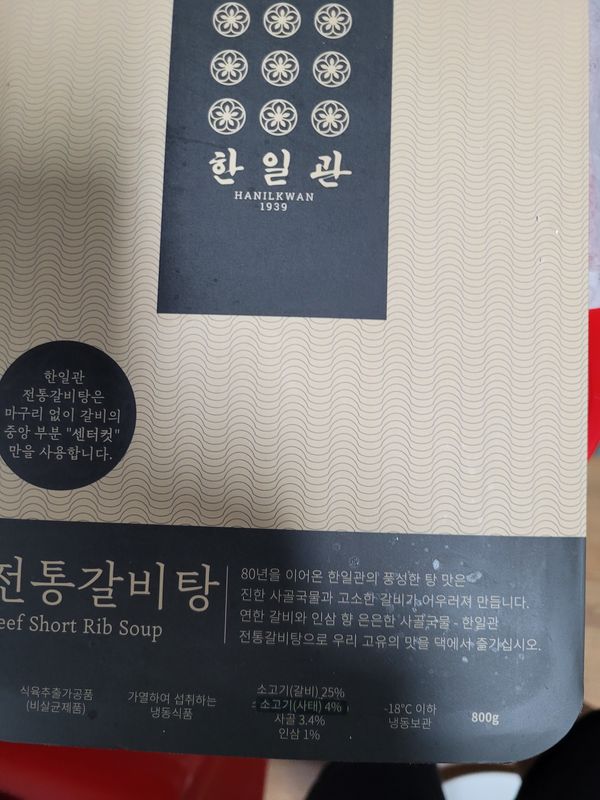 한일관
HANILKWAN
1939
한일관
전통갈비탕은
마구리 없이 갈비의
중앙 부분 "센터컷"
만을 사용합니다.
전통갈비탕
eef Short Rib Soup
80년을 이어온 한일관의 풍성한 탕 맛은
진한 사골국물과 고소한 갈비가 어우러져 만듭니다.
연한 갈비와 인삼 향 은은한 사골국물 - 한일관
전통갈비탕으로 우리 고유의 맛을 댁에서 즐기십시오.
식육추출가공품
(비살균제품)
가열하여 섭취하는
냉동식품
소고기(갈비) 25%
소고기(사태) 4%
사골 3.4%
인삼 1%
-18℃ 이하
냉동보관
800g